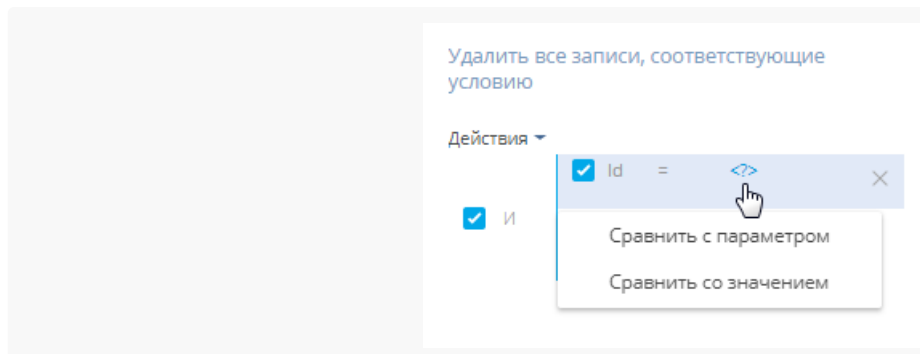 Удалить все записи, соответствующие
условию
Действия
Id = <?>
И
Сравнить с параметром
Сравнить со значением